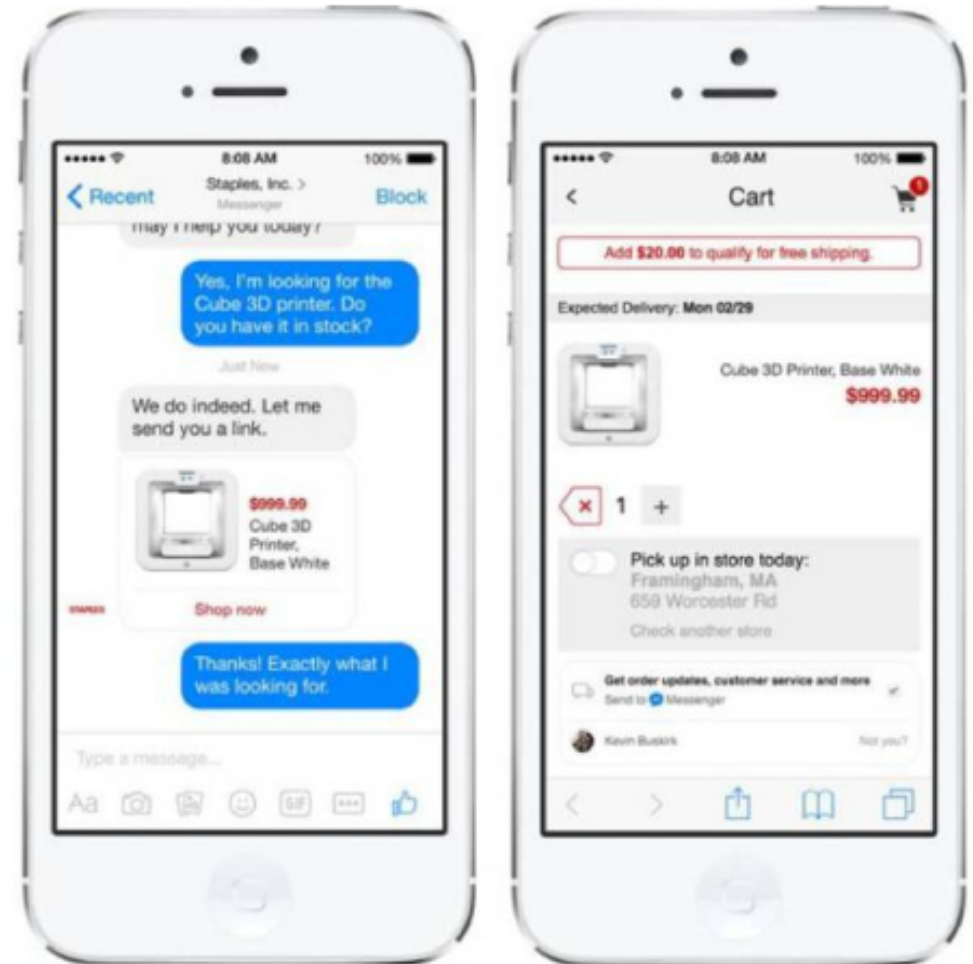 8:08 AM 100%
Recent Staples, Inc. > Block
Messenger
may I help you today?
Yes, I'm looking for the
Cube 3D printer. Do
you have it in stock?
Just Now
We do indeed. Let me
send you a link.
$999.99
Cube 3D
Printer,
Base White
STAPLES
Shop now
Thanks! Exactly what I
was looking for.
Type a message...
Aa GIF
8:08 AM 100%
Cart 1
Add $20.00 to qualify for free shipping.
Expected Delivery: Mon 02/29
Cube 3D Printer, Base White
$999.99
1 +
Pick up in store today:
Framingham, MA
659 Worcester Rd
Check another store
Get order updates, customer service and more
Send to Messenger
Kevin Buskirk Not you?